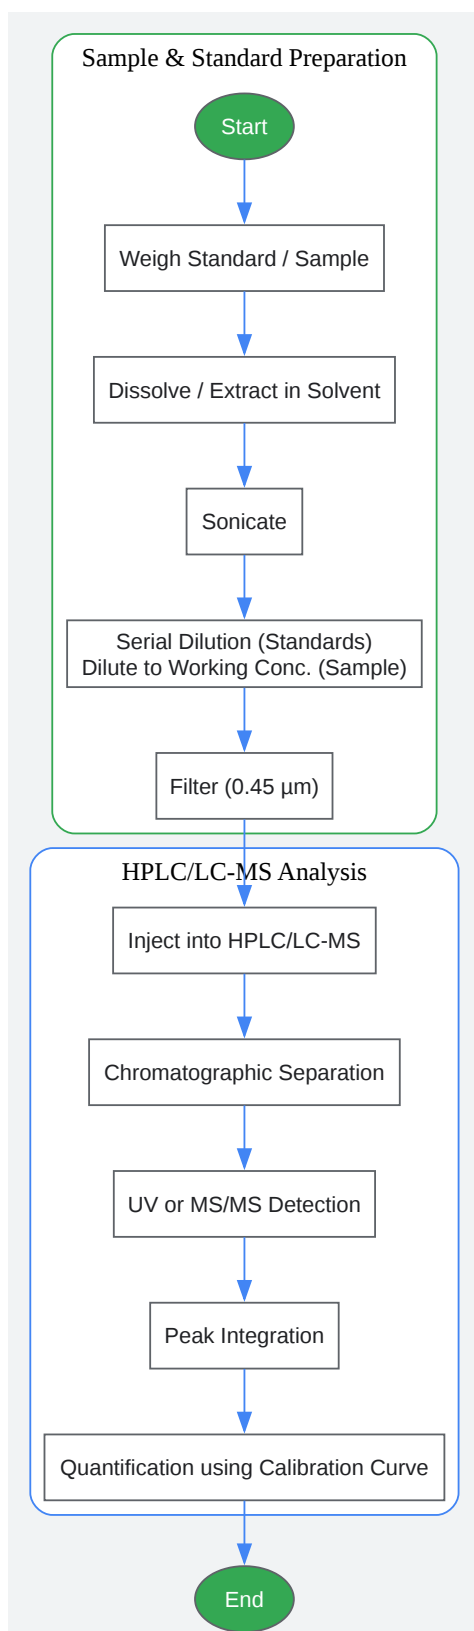 Sample & Standard Preparation
Start
Weigh Standard / Sample
Dissolve / Extract in Solvent
Sonicate
Serial Dilution (Standards)
Dilute to Working Conc. (Sample)
Filter (0.45 µm)
HPLC/LC-MS Analysis
Inject into HPLC/LC-MS
Chromatographic Separation
UV or MS/MS Detection
Peak Integration
Quantification using Calibration Curve
End